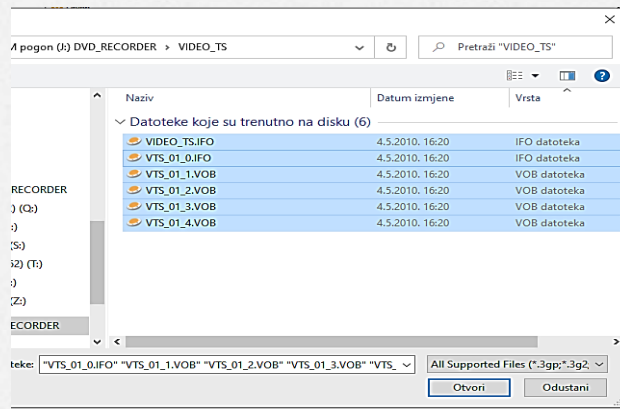 M pogon (J:) DVD_RECORDER > VIDEO_TS
Pretraži "VIDEO_TS"
Naziv Datum izmjene Vrsta
Datoteke koje su trenutno na disku (6)
VIDEO_TS.IFO 4.5.2010. 16:20 IFO datoteka
VTS_01_0.IFO 4.5.2010. 16:20 IFO datoteka
VTS_01_1.VOB 4.5.2010. 16:20 VOB datoteka
VTS_01_2.VOB 4.5.2010. 16:20 VOB datoteka
VTS_01_3.VOB 4.5.2010. 16:20 VOB datoteka
VTS_01_4.VOB 4.5.2010. 16:20 VOB datoteka
RECORDER
) (Q:)
:)
(S:)
52) (T:)
:)
(Z:)
ECORDER
teke: "VTS_01_0.IFO" "VTS_01_1.VOB" "VTS_01_2.VOB" "VTS_01_3.VOB" "VTS_
All Supported Files (*.3gp;*.3g2,
Otvori Odustani